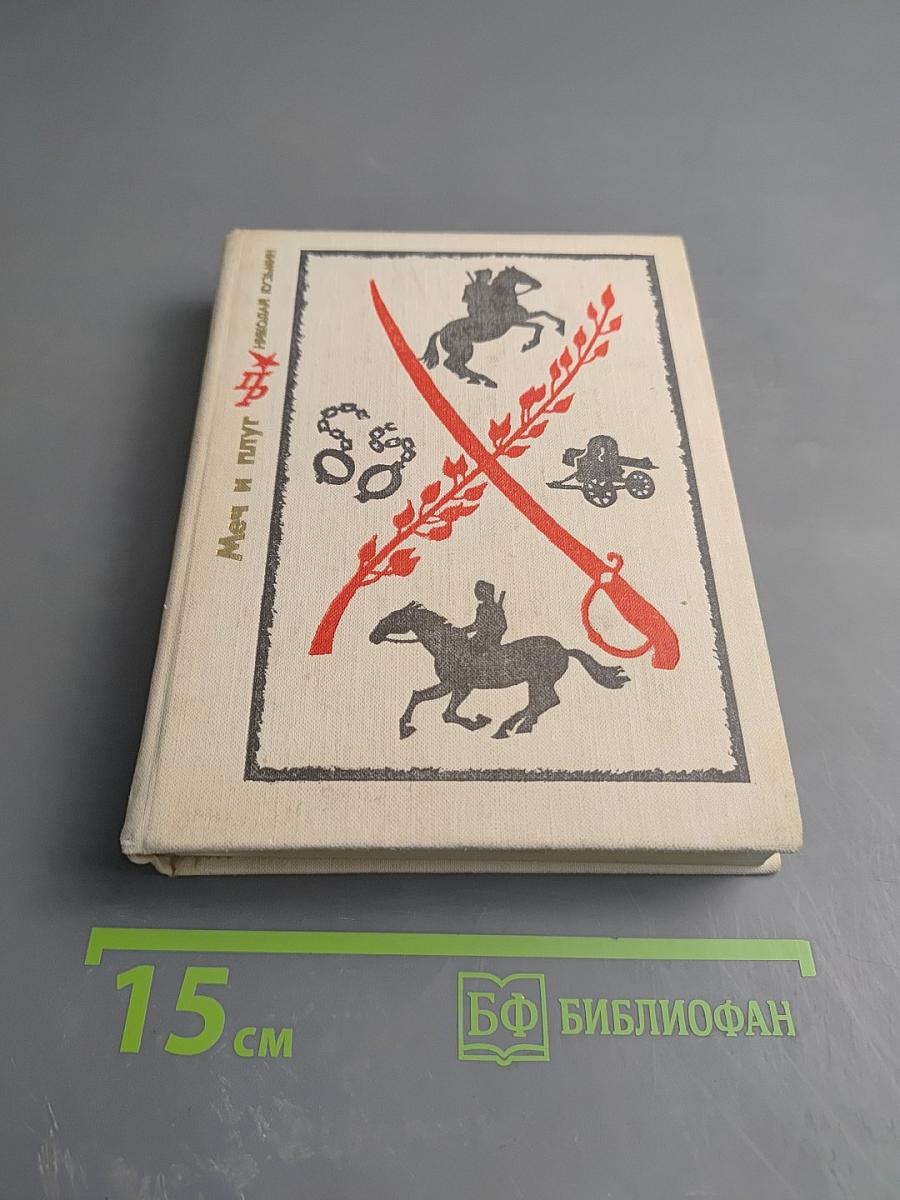 Меч и плуг
НИКОЛАЙ КУЗЬМИН
15 см
БФ
БИБЛИОФАН